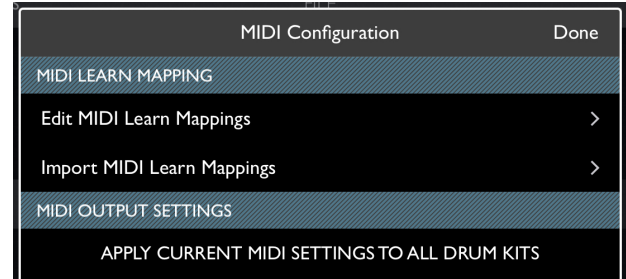 MIDI Configuration Done
MIDI LEARN MAPPING
Edit MIDI Learn Mappings
Import MIDI Learn Mappings
MIDI OUTPUT SETTINGS
APPLY CURRENT MIDI SETTINGS TO ALL DRUM KITS